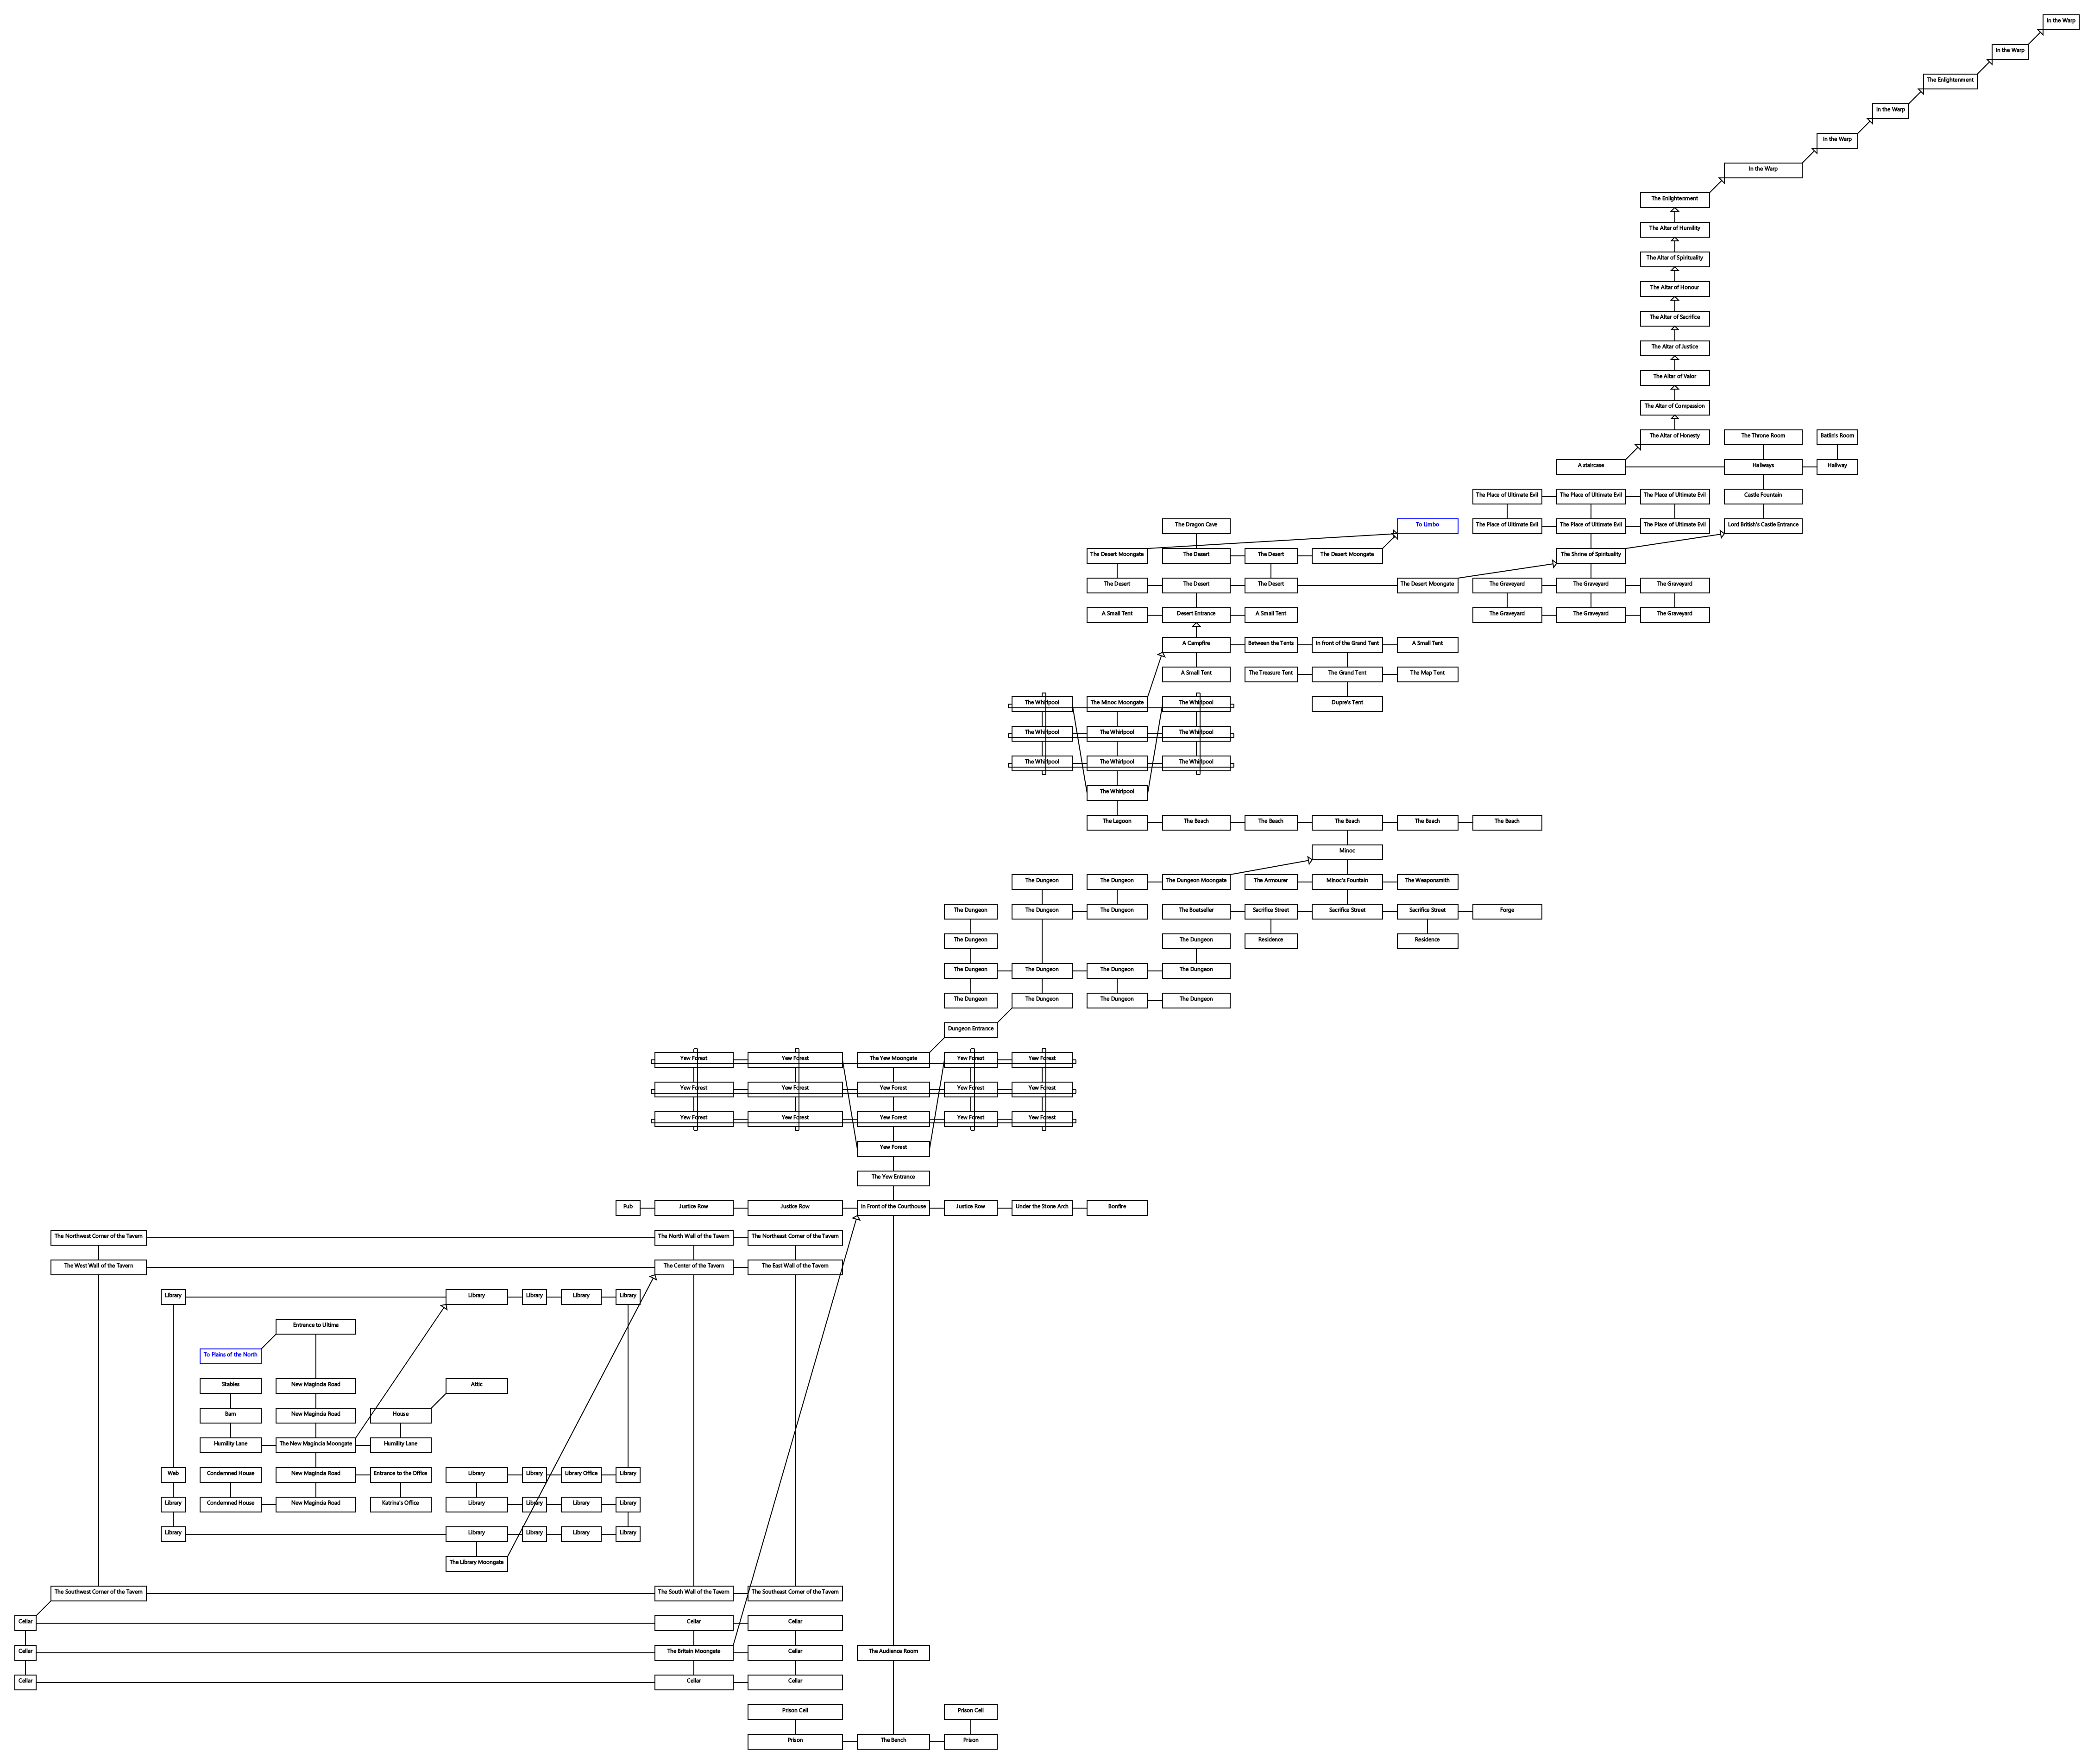 In the Warp
In the Warp
The Enlightenment
In the Warp
In the Warp
In the Warp
The Enlightenment
The Altar of Humility
The Altar of Spirituality
The Altar of Honour
The Altar of Sacrifice
The Altar of Justice
The Altar of Valor
The Altar of Compassion
The Altar of Honesty The Throne Room Batlin's Room
A staircase Hallways Hallway
The Place of Ultimate Evil The Place of Ultimate Evil The Place of Ultimate Evil Castle Fountain
The Dragon Cave To Limbo The Place of Ultimate Evil The Place of Ultimate Evil The Place of Ultimate Evil Lord British's Castle Entrance
The Desert Moongate The Desert The Desert The Desert Moongate The Shrine of Spirituality
The Desert The Desert The Desert The Desert Moongate The Graveyard The Graveyard The Graveyard
A Small Tent Desert Entrance A Small Tent The Graveyard The Graveyard The Graveyard
A Campfire Between the Tents In front of the Grand Tent A Small Tent
A Small Tent The Treasure Tent The Grand Tent The Map Tent
The Whirlpool The Minoc Moongate The Whirlpool Dupre's Tent
The Whirlpool The Whirlpool The Whirlpool
The Whirlpool The Whirlpool The Whirlpool
The Whirlpool
The Lagoon The Beach The Beach The Beach The Beach The Beach
Minoc
The Dungeon The Dungeon The Dungeon Moongate The Armourer Minoc's Fountain The Weaponsmith
The Dungeon The Dungeon The Dungeon The Boatseller Sacrifice Street Sacrifice Street Sacrifice Street Forge
The Dungeon The Dungeon Residence Residence
The Dungeon The Dungeon The Dungeon The Dungeon
The Dungeon The Dungeon The Dungeon The Dungeon
Dungeon Entrance
Yew Forest Yew Forest The Yew Moongate Yew Forest Yew Forest
Yew Forest Yew Forest Yew Forest Yew Forest Yew Forest
Yew Forest Yew Forest Yew Forest Yew Forest Yew Forest
Yew Forest
The Yew Entrance
Pub Justice Row Justice Row In Front of the Courthouse Justice Row Under the Stone Arch Bonfire
The Northwest Corner of the Tavern The North Wall of the Tavern The Northeast Corner of the Tavern
The West Wall of the Tavern The Center of the Tavern The East Wall of the Tavern
Library Library Library Library Library
Entrance to Ultima
To Plains of the North
Stables New Magincia Road Attic
Barn New Magincia Road House
Humility Lane The New Magincia Moongate Humility Lane
Web Condemned House New Magincia Road Entrance to the Office Library Library Library Office Library
Library Condemned House New Magincia Road Katrina's Office Library Library Library Library
Library Library Library Library Library
The Library Moongate
The Southwest Corner of the Tavern The South Wall of the Tavern The Southeast Corner of the Tavern
Cellar Cellar Cellar
Cellar The Britain Moongate Cellar The Audience Room
Cellar Cellar Cellar
Prison Cell Prison Cell
Prison The Bench Prison